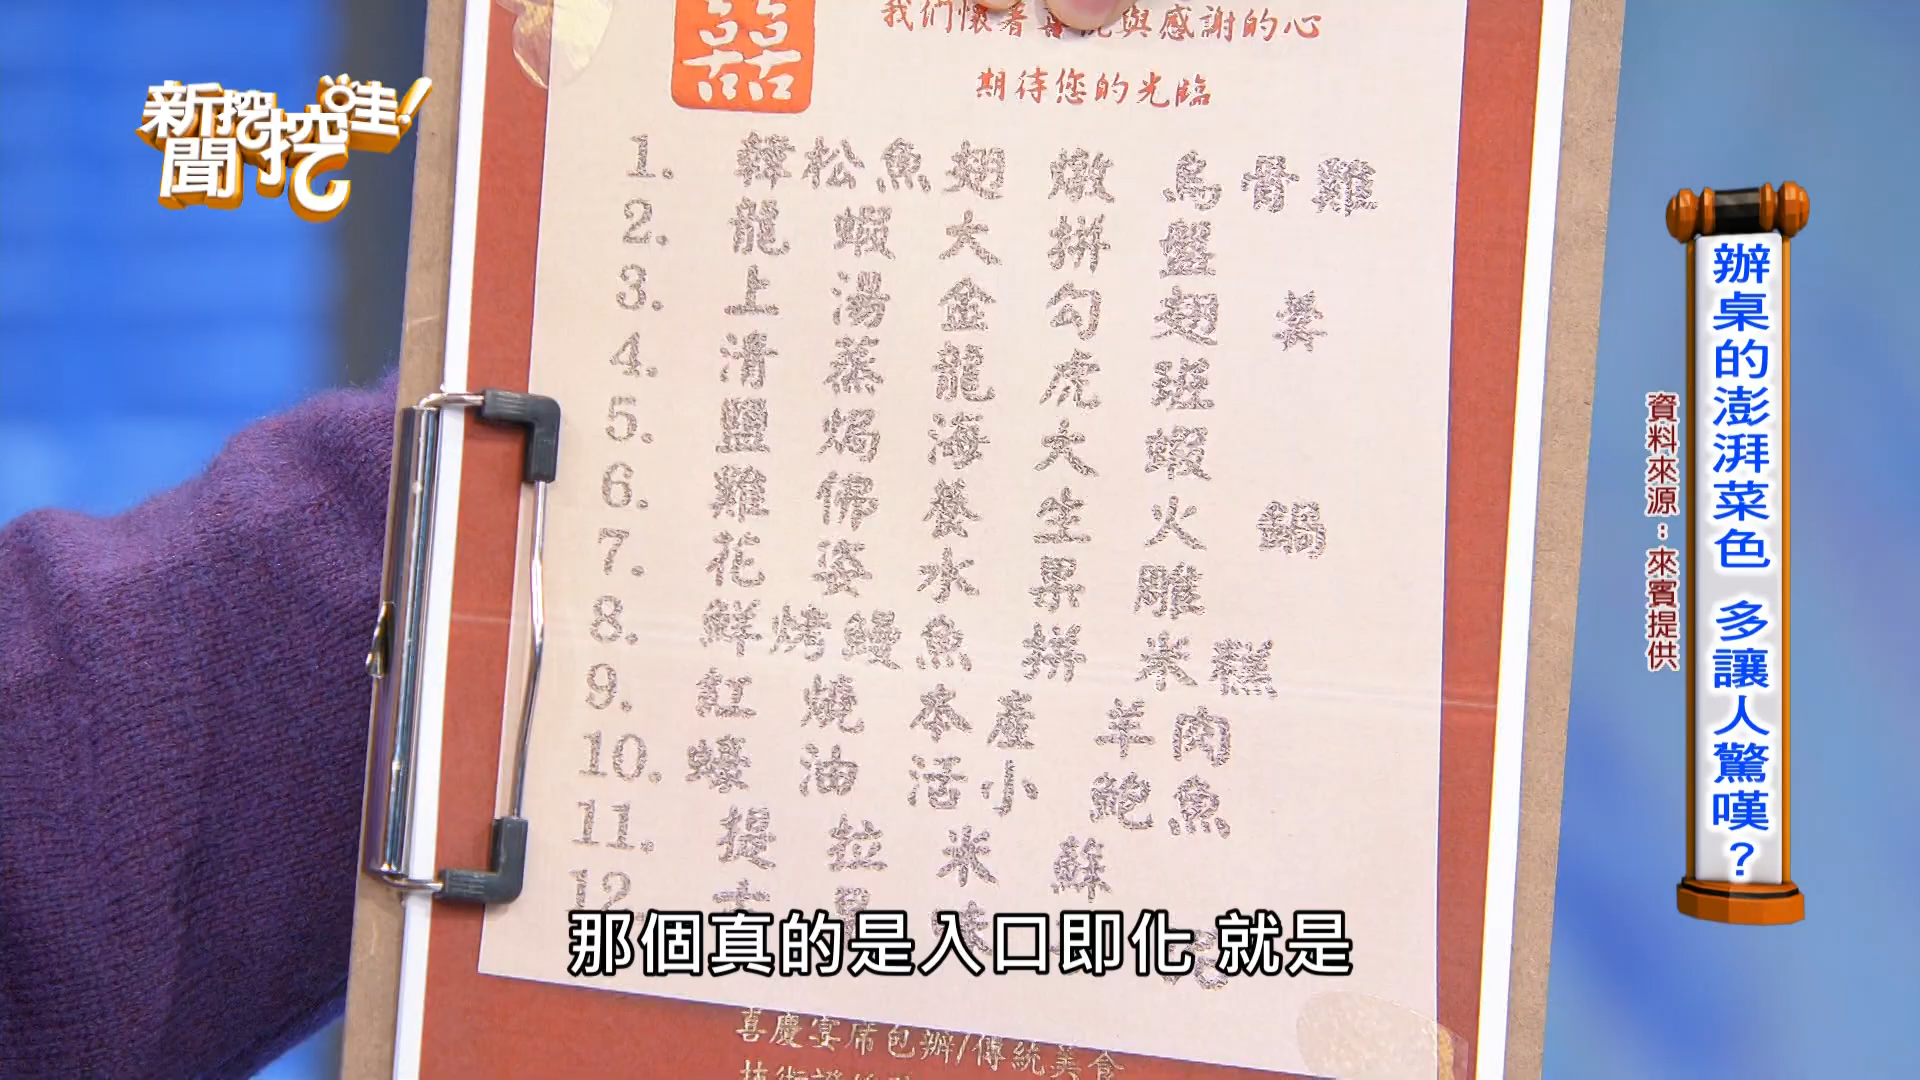 新聞挖挖哇!
囍
我們懷著喜悅與感謝的心
期待您的光臨
1. 韓松魚翅燉烏骨雞
2. 龍蝦大拼盤
3. 上湯金勾翅羹
4. 清蒸龍虎斑
5. 鹽焗海大蝦
6. 雞佛養生火鍋
7. 花姿水果雕
8. 鮮烤鰻魚拼米糕
9. 紅燒本產羊肉
10. 蠔油活小鮑魚
11. 提拉米蘇
12.
喜慶宴席包辦/傳統美食
辦桌的澎湃菜色 多讓人驚嘆?
資料來源:來賓提供
那個真的是入口即化 就是